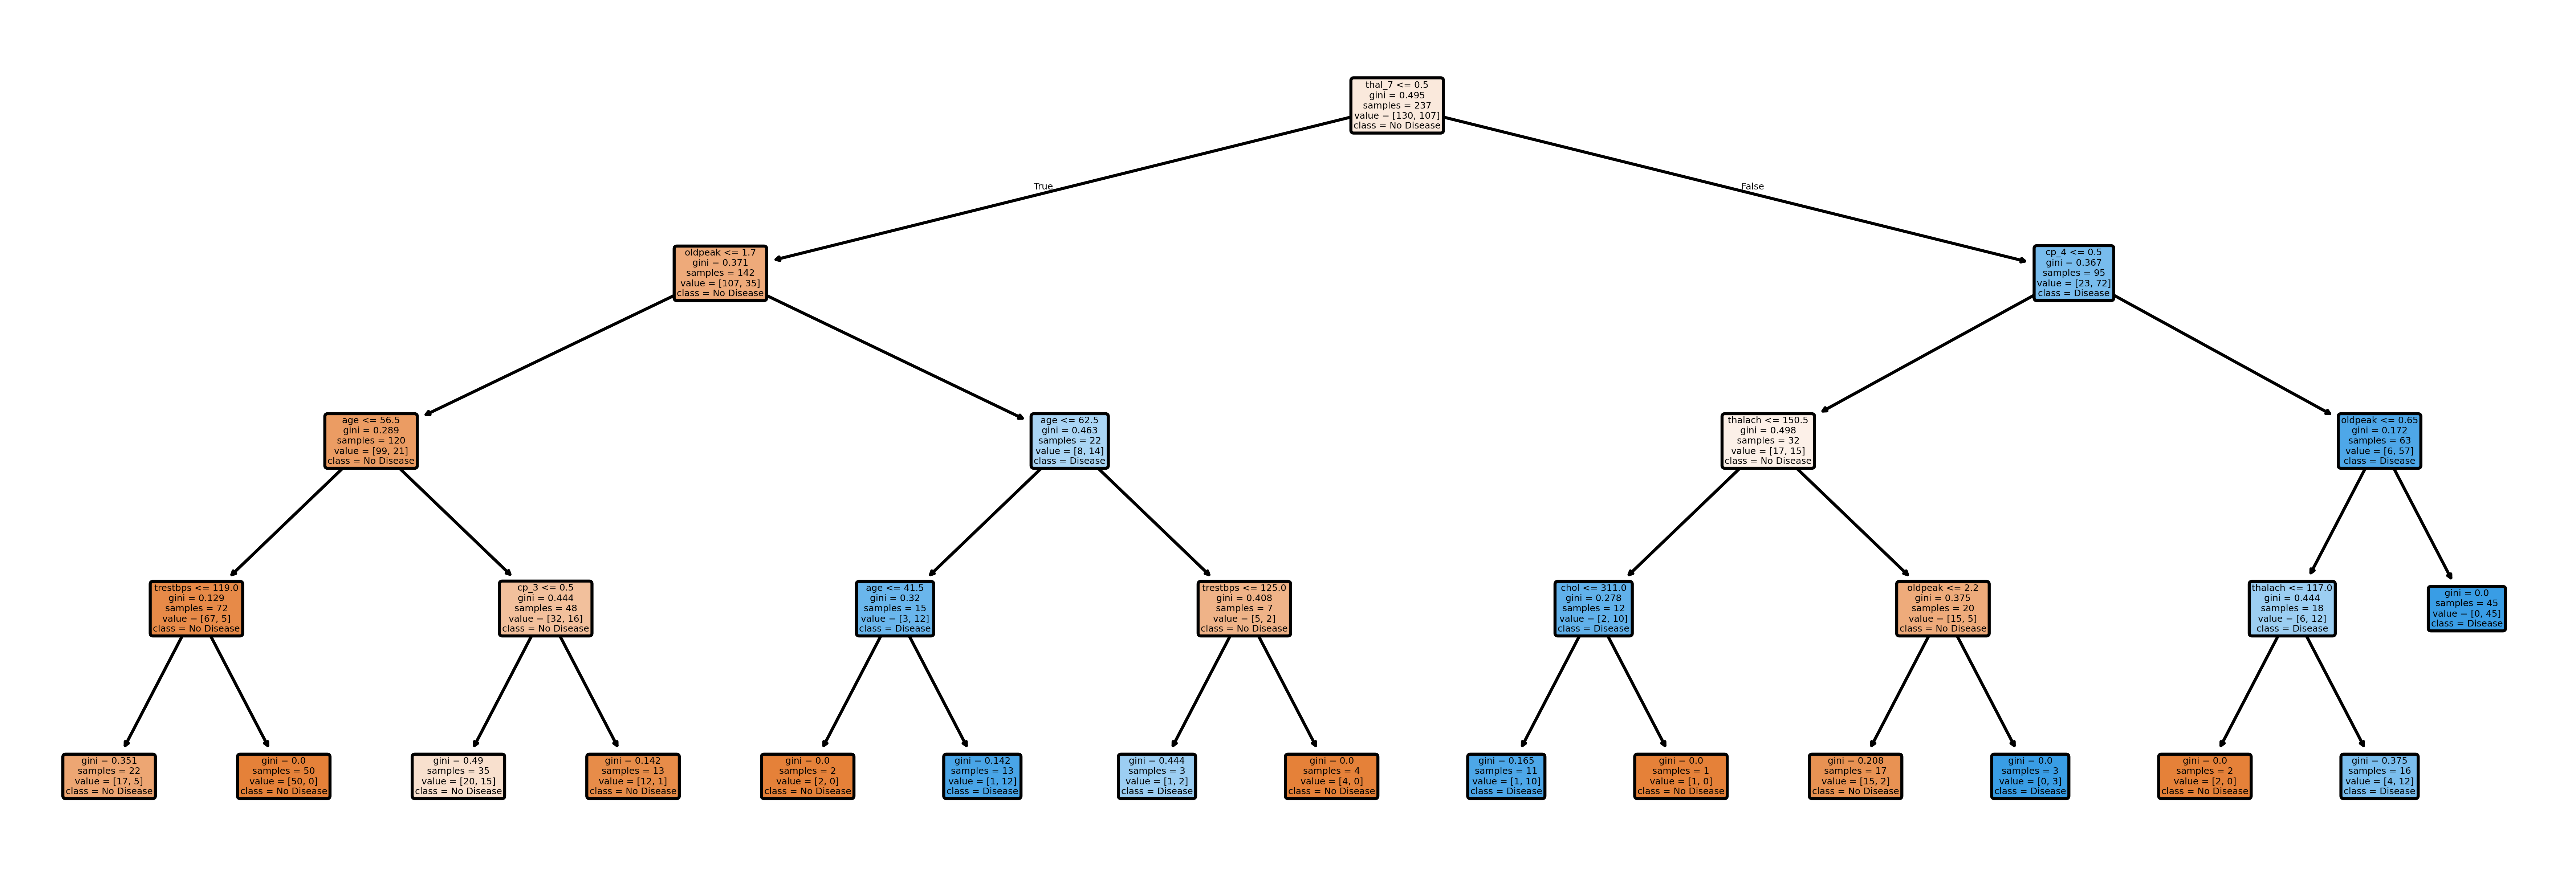 thal_7 <= 0.5
gini = 0.495
samples = 237
value = [130, 107]
class = No Disease
True
False
oldpeak <= 1.7
gini = 0.371
samples = 142
value = [107, 35]
class = No Disease
cp_4 <= 0.5
gini = 0.367
samples = 95
value = [23, 72]
class = Disease
age <= 56.5
gini = 0.289
samples = 120
value = [99, 21]
class = No Disease
age <= 62.5
gini = 0.463
samples = 22
value = [8, 14]
class = Disease
thalach <= 150.5
gini = 0.498
samples = 32
value = [17, 15]
class = No Disease
oldpeak <= 0.65
gini = 0.172
samples = 63
value = [6, 57]
class = Disease
trestbps <= 119.0
gini = 0.129
samples = 72
value = [67, 5]
class = No Disease
cp_3 <= 0.5
gini = 0.444
samples = 48
value = [32, 16]
class = No Disease
age <= 41.5
gini = 0.32
samples = 15
value = [3, 12]
class = Disease
trestbps <= 125.0
gini = 0.408
samples = 7
value = [5, 2]
class = No Disease
chol <= 311.0
gini = 0.278
samples = 12
value = [2, 10]
class = Disease
oldpeak <= 2.2
gini = 0.375
samples = 20
value = [15, 5]
class = No Disease
thalach <= 117.0
gini = 0.444
samples = 18
value = [6, 12]
class = Disease
gini = 0.0
samples = 45
value = [0, 45]
class = Disease
gini = 0.351
samples = 22
value = [17, 5]
class = No Disease
gini = 0.0
samples = 50
value = [50, 0]
class = No Disease
gini = 0.49
samples = 35
value = [20, 15]
class = No Disease
gini = 0.142
samples = 13
value = [12, 1]
class = No Disease
gini = 0.0
samples = 2
value = [2, 0]
class = No Disease
gini = 0.142
samples = 13
value = [1, 12]
class = Disease
gini = 0.444
samples = 3
value = [1, 2]
class = Disease
gini = 0.0
samples = 4
value = [4, 0]
class = No Disease
gini = 0.165
samples = 11
value = [1, 10]
class = Disease
gini = 0.0
samples = 1
value = [1, 0]
class = No Disease
gini = 0.208
samples = 17
value = [15, 2]
class = No Disease
gini = 0.0
samples = 3
value = [0, 3]
class = Disease
gini = 0.0
samples = 2
value = [2, 0]
class = No Disease
gini = 0.375
samples = 16
value = [4, 12]
class = Disease